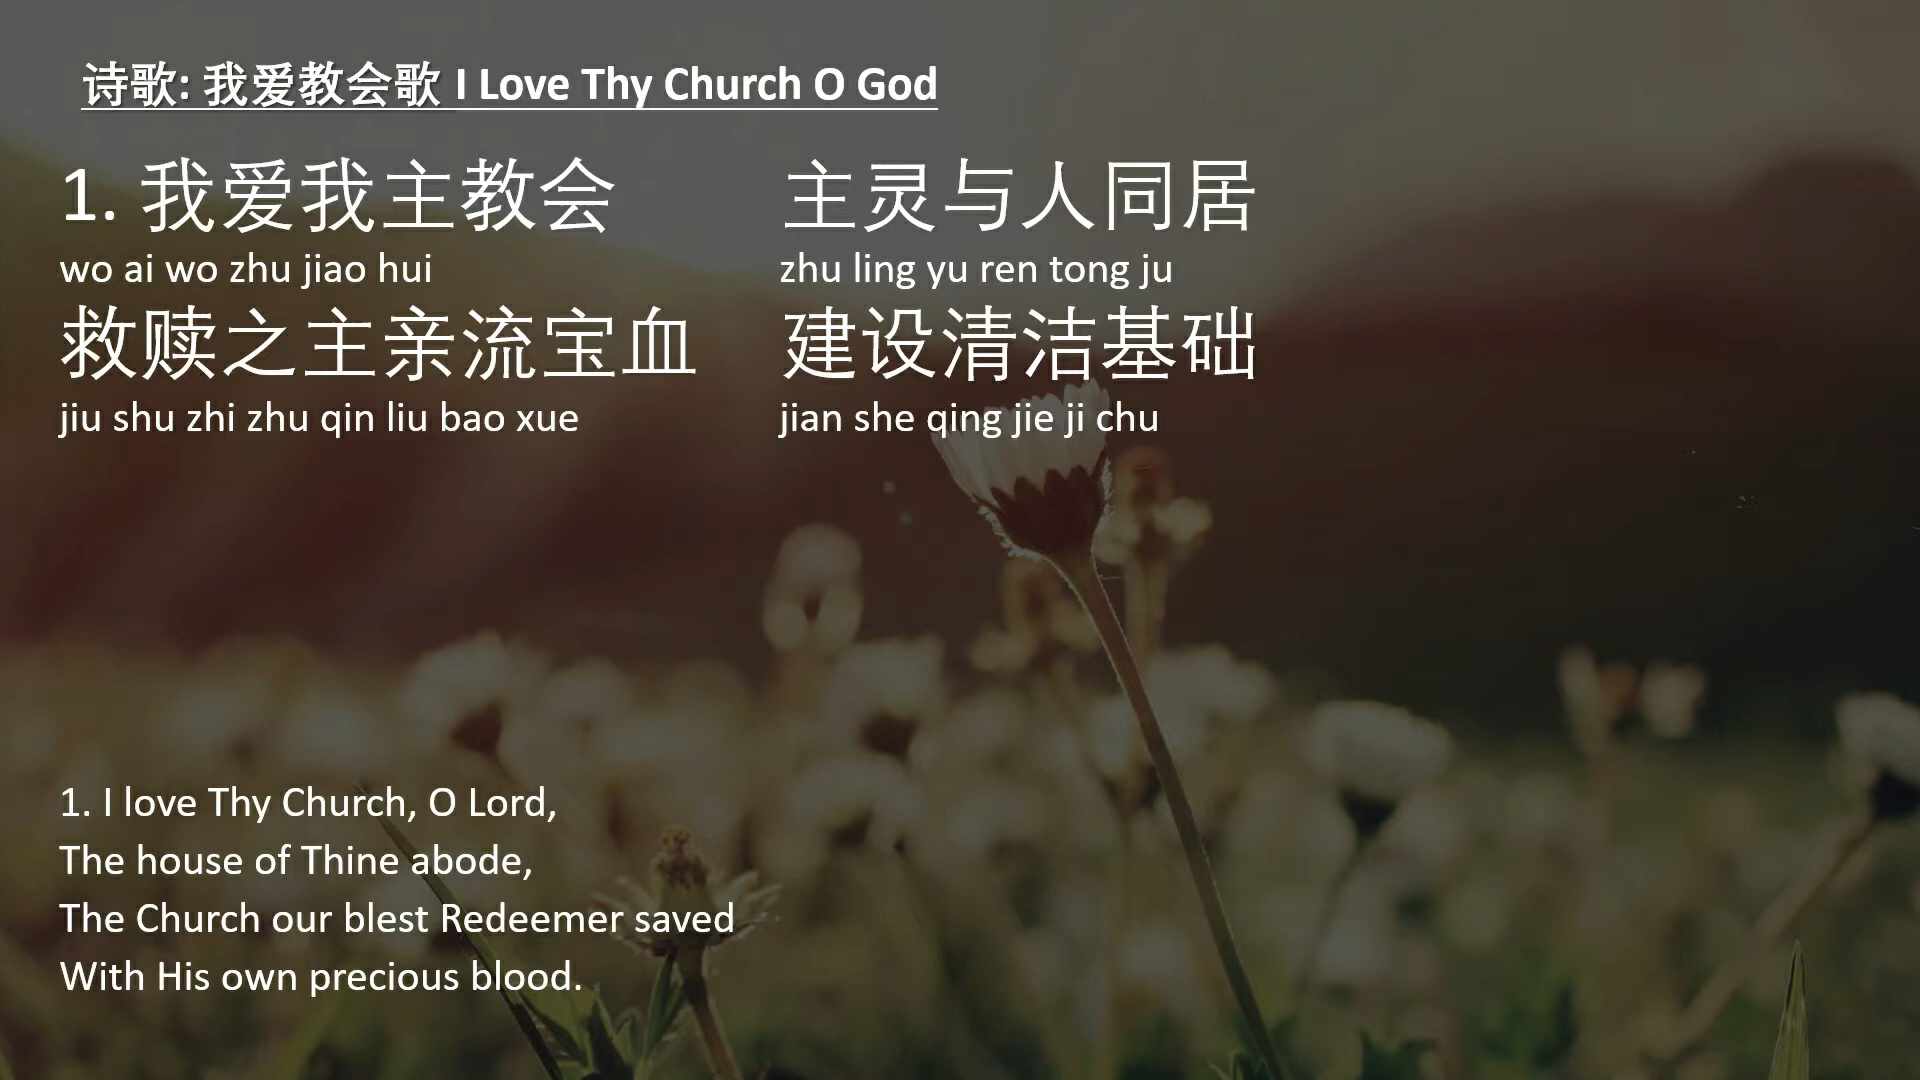 诗歌: 我爱教会歌 I Love Thy Church O God
1. 我爱我主教会 主灵与人同居
wo ai wo zhu jiao hui zhu ling yu ren tong ju
救赎之主亲流宝血 建设清洁基础
jiu shu zhi zhu qin liu bao xue jian she qing jie ji chu
1. I love Thy Church, O Lord,
The house of Thine abode,
The Church our blest Redeemer saved
With His own precious blood.